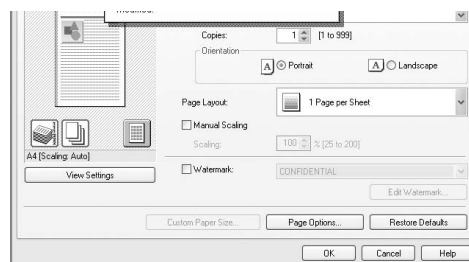 Copies: 1 [1 to 999]
Orientation
A Portrait A Landscape
Page Layout: 1 Page per Sheet
Manual Scaling
Scaling: 100 % [25 to 200]
A4 [Scaling: Auto]
View Settings
Watermark: CONFIDENTIAL
Edit Watermark...
Custom Paper Size... Page Options... Restore Defaults
OK Cancel Help